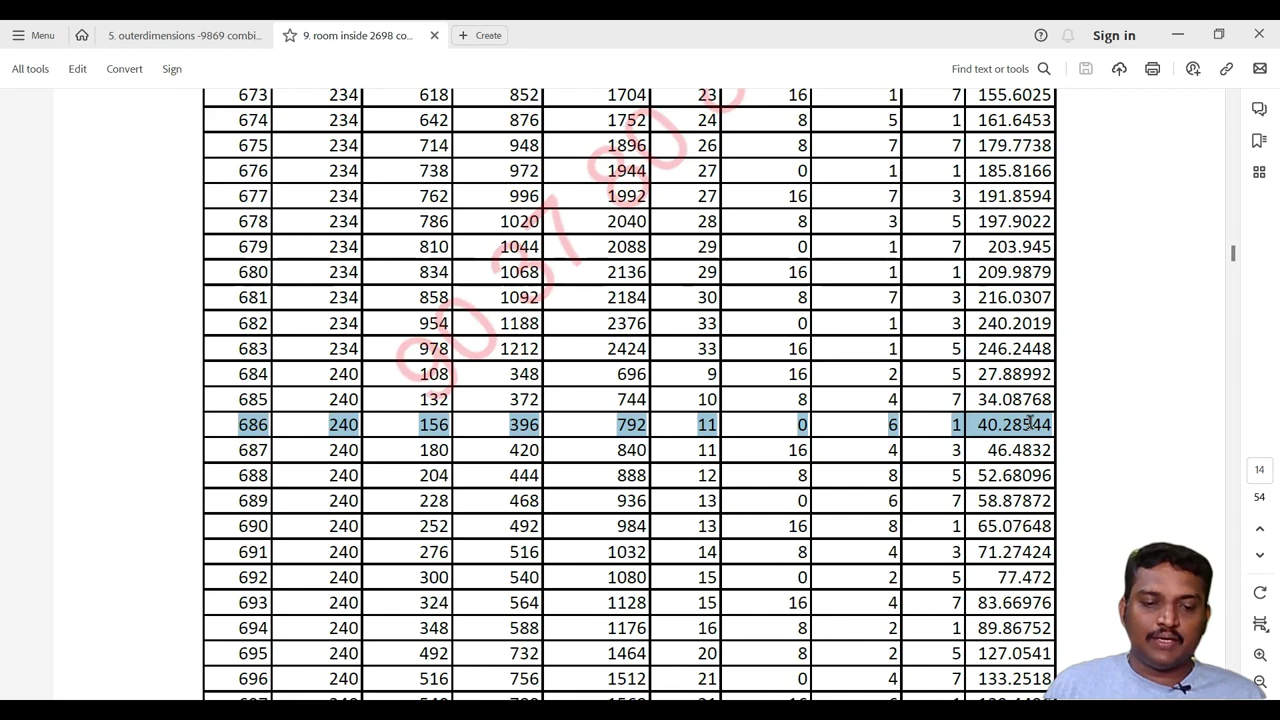 Menu 5. outerdimensions -9869 combi... 9. room inside 2698 co... + Create Sign in
All tools Edit Convert Sign Find text or tools
673 234 618 852 1704 23 16 1 7 155.6025
674 234 642 876 1752 24 8 5 1 161.6453
675 234 714 948 1896 26 8 7 7 179.7738
676 234 738 972 1944 27 0 1 1 185.8166
677 234 762 996 1992 27 16 7 3 191.8594
678 234 786 1020 2040 28 8 3 5 197.9022
679 234 810 1044 2088 29 0 1 7 203.945
680 234 834 1068 2136 29 16 1 1 209.9879
681 234 858 1092 2184 30 8 7 3 216.0307
682 234 954 1188 2376 33 0 1 3 240.2019
683 234 978 1212 2424 33 16 1 5 246.2448
684 240 108 348 696 9 16 2 5 27.88992
685 240 132 372 744 10 8 4 7 34.08768
686 240 156 396 792 11 0 6 1 40.28544
687 240 180 420 840 11 16 4 3 46.4832
688 240 204 444 888 12 8 8 5 52.68096
689 240 228 468 936 13 0 6 7 58.87872
690 240 252 492 984 13 16 8 1 65.07648
691 240 276 516 1032 14 8 4 3 71.27424
692 240 300 540 1080 15 0 2 5 77.472
693 240 324 564 1128 15 16 4 7 83.66976
694 240 348 588 1176 16 8 2 1 89.86752
695 240 492 732 1464 20 8 2 5 127.0541
696 240 516 756 1512 21 0 4 7 133.2518
90 37 80
14
54